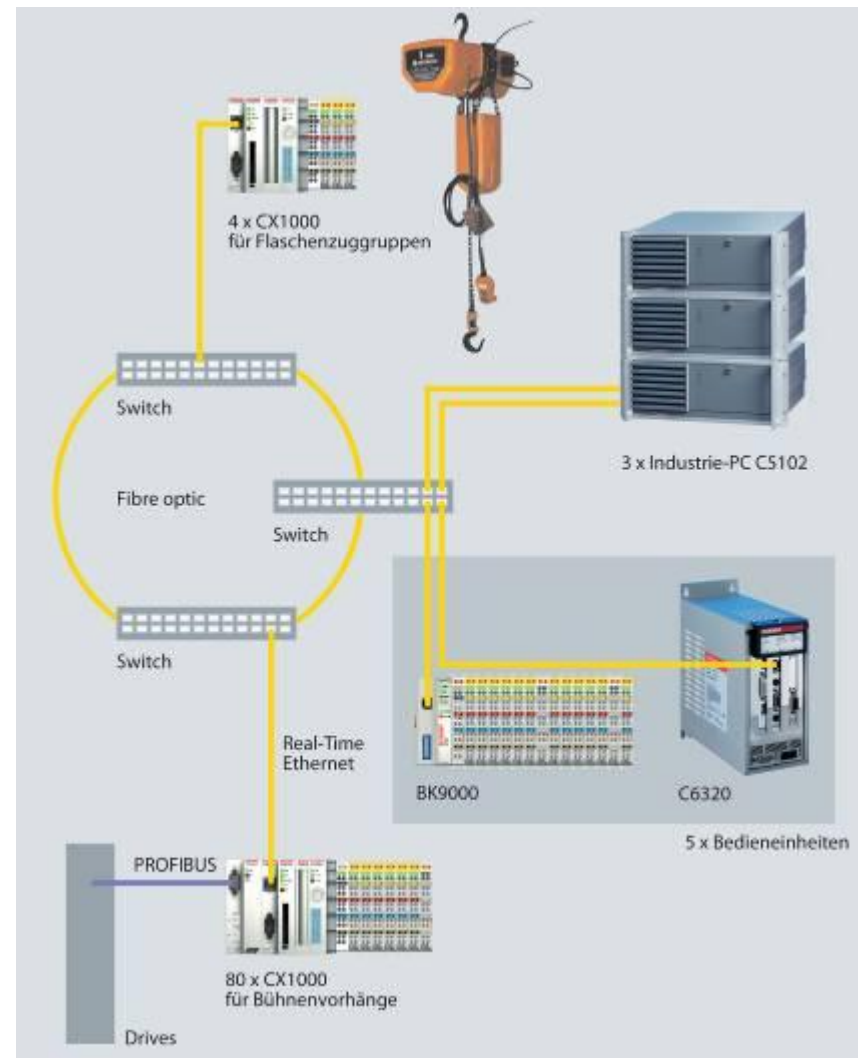 4 x CX1000
für Flaschenzuggruppen
Switch
3 x Industrie-PC C5102
Fibre optic
Switch
Switch
Real-Time
Ethernet
BK9000
C6320
5 x Bedieneinheiten
PROFIBUS
80 x CX1000
für Bühnenvorhänge
Drives